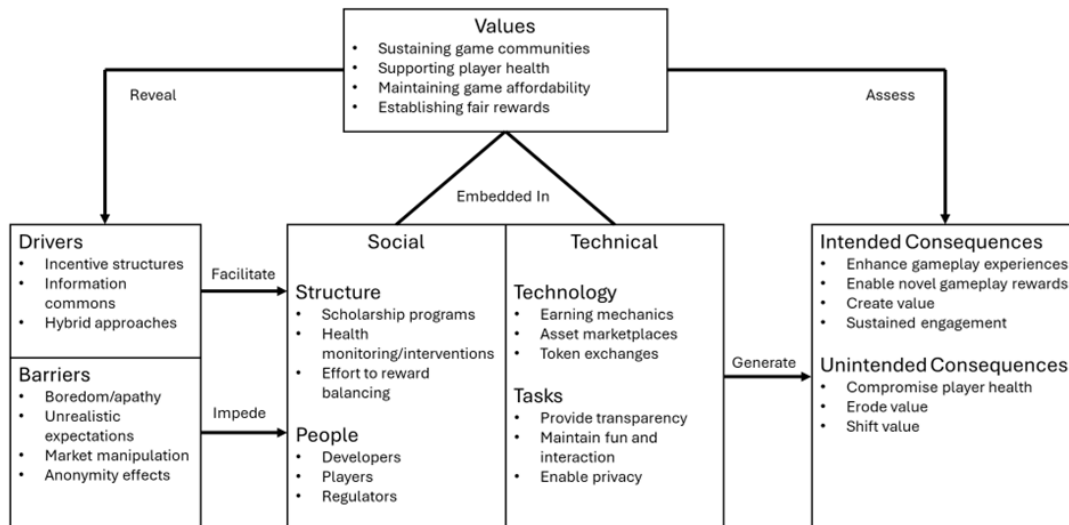 Values
• Sustaining game communities
• Supporting player health
• Maintaining game affordability
• Establishing fair rewards
Reveal
Assess
Embedded In
Drivers
• Incentive structures
• Information
commons
• Hybrid approaches
Barriers
• Boredom/apathy
• Unrealistic
expectations
• Market manipulation
• Anonymity effects
Facilitate
Impede
Social
Structure
• Scholarship programs
• Health
monitoring/interventions
• Effort to reward
balancing
People
• Developers
• Players
• Regulators
Technical
Technology
• Earning mechanics
• Asset marketplaces
• Token exchanges
Tasks
• Provide transparency
• Maintain fun and
interaction
• Enable privacy
Generate
Intended Consequences
• Enhance gameplay experiences
• Enable novel gameplay rewards
• Create value
• Sustained engagement
Unintended Consequences
• Compromise player health
• Erode value
• Shift value